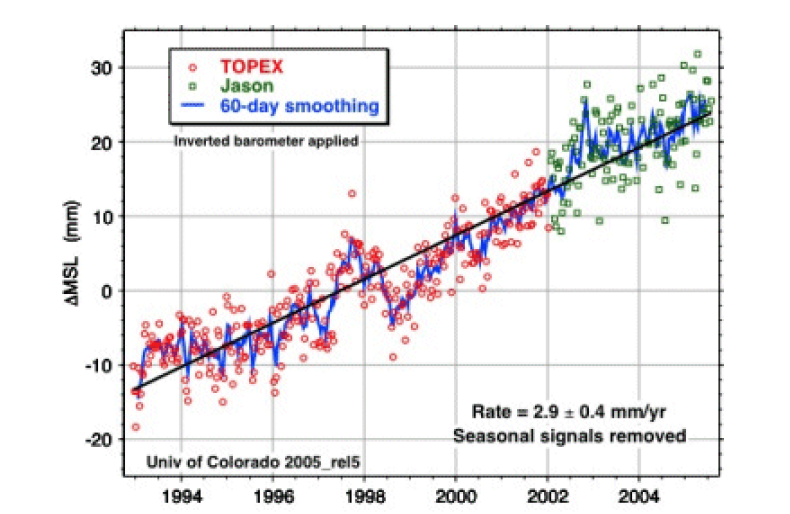 30
20
10
0
-10
-20
ΔMSL (mm)
TOPEX
Jason
60-day smoothing
Inverted barometer applied
Rate = 2.9 ± 0.4 mm/yr
Seasonal signals removed
Univ of Colorado 2005_rel5
1994 1996 1998 2000 2002 2004